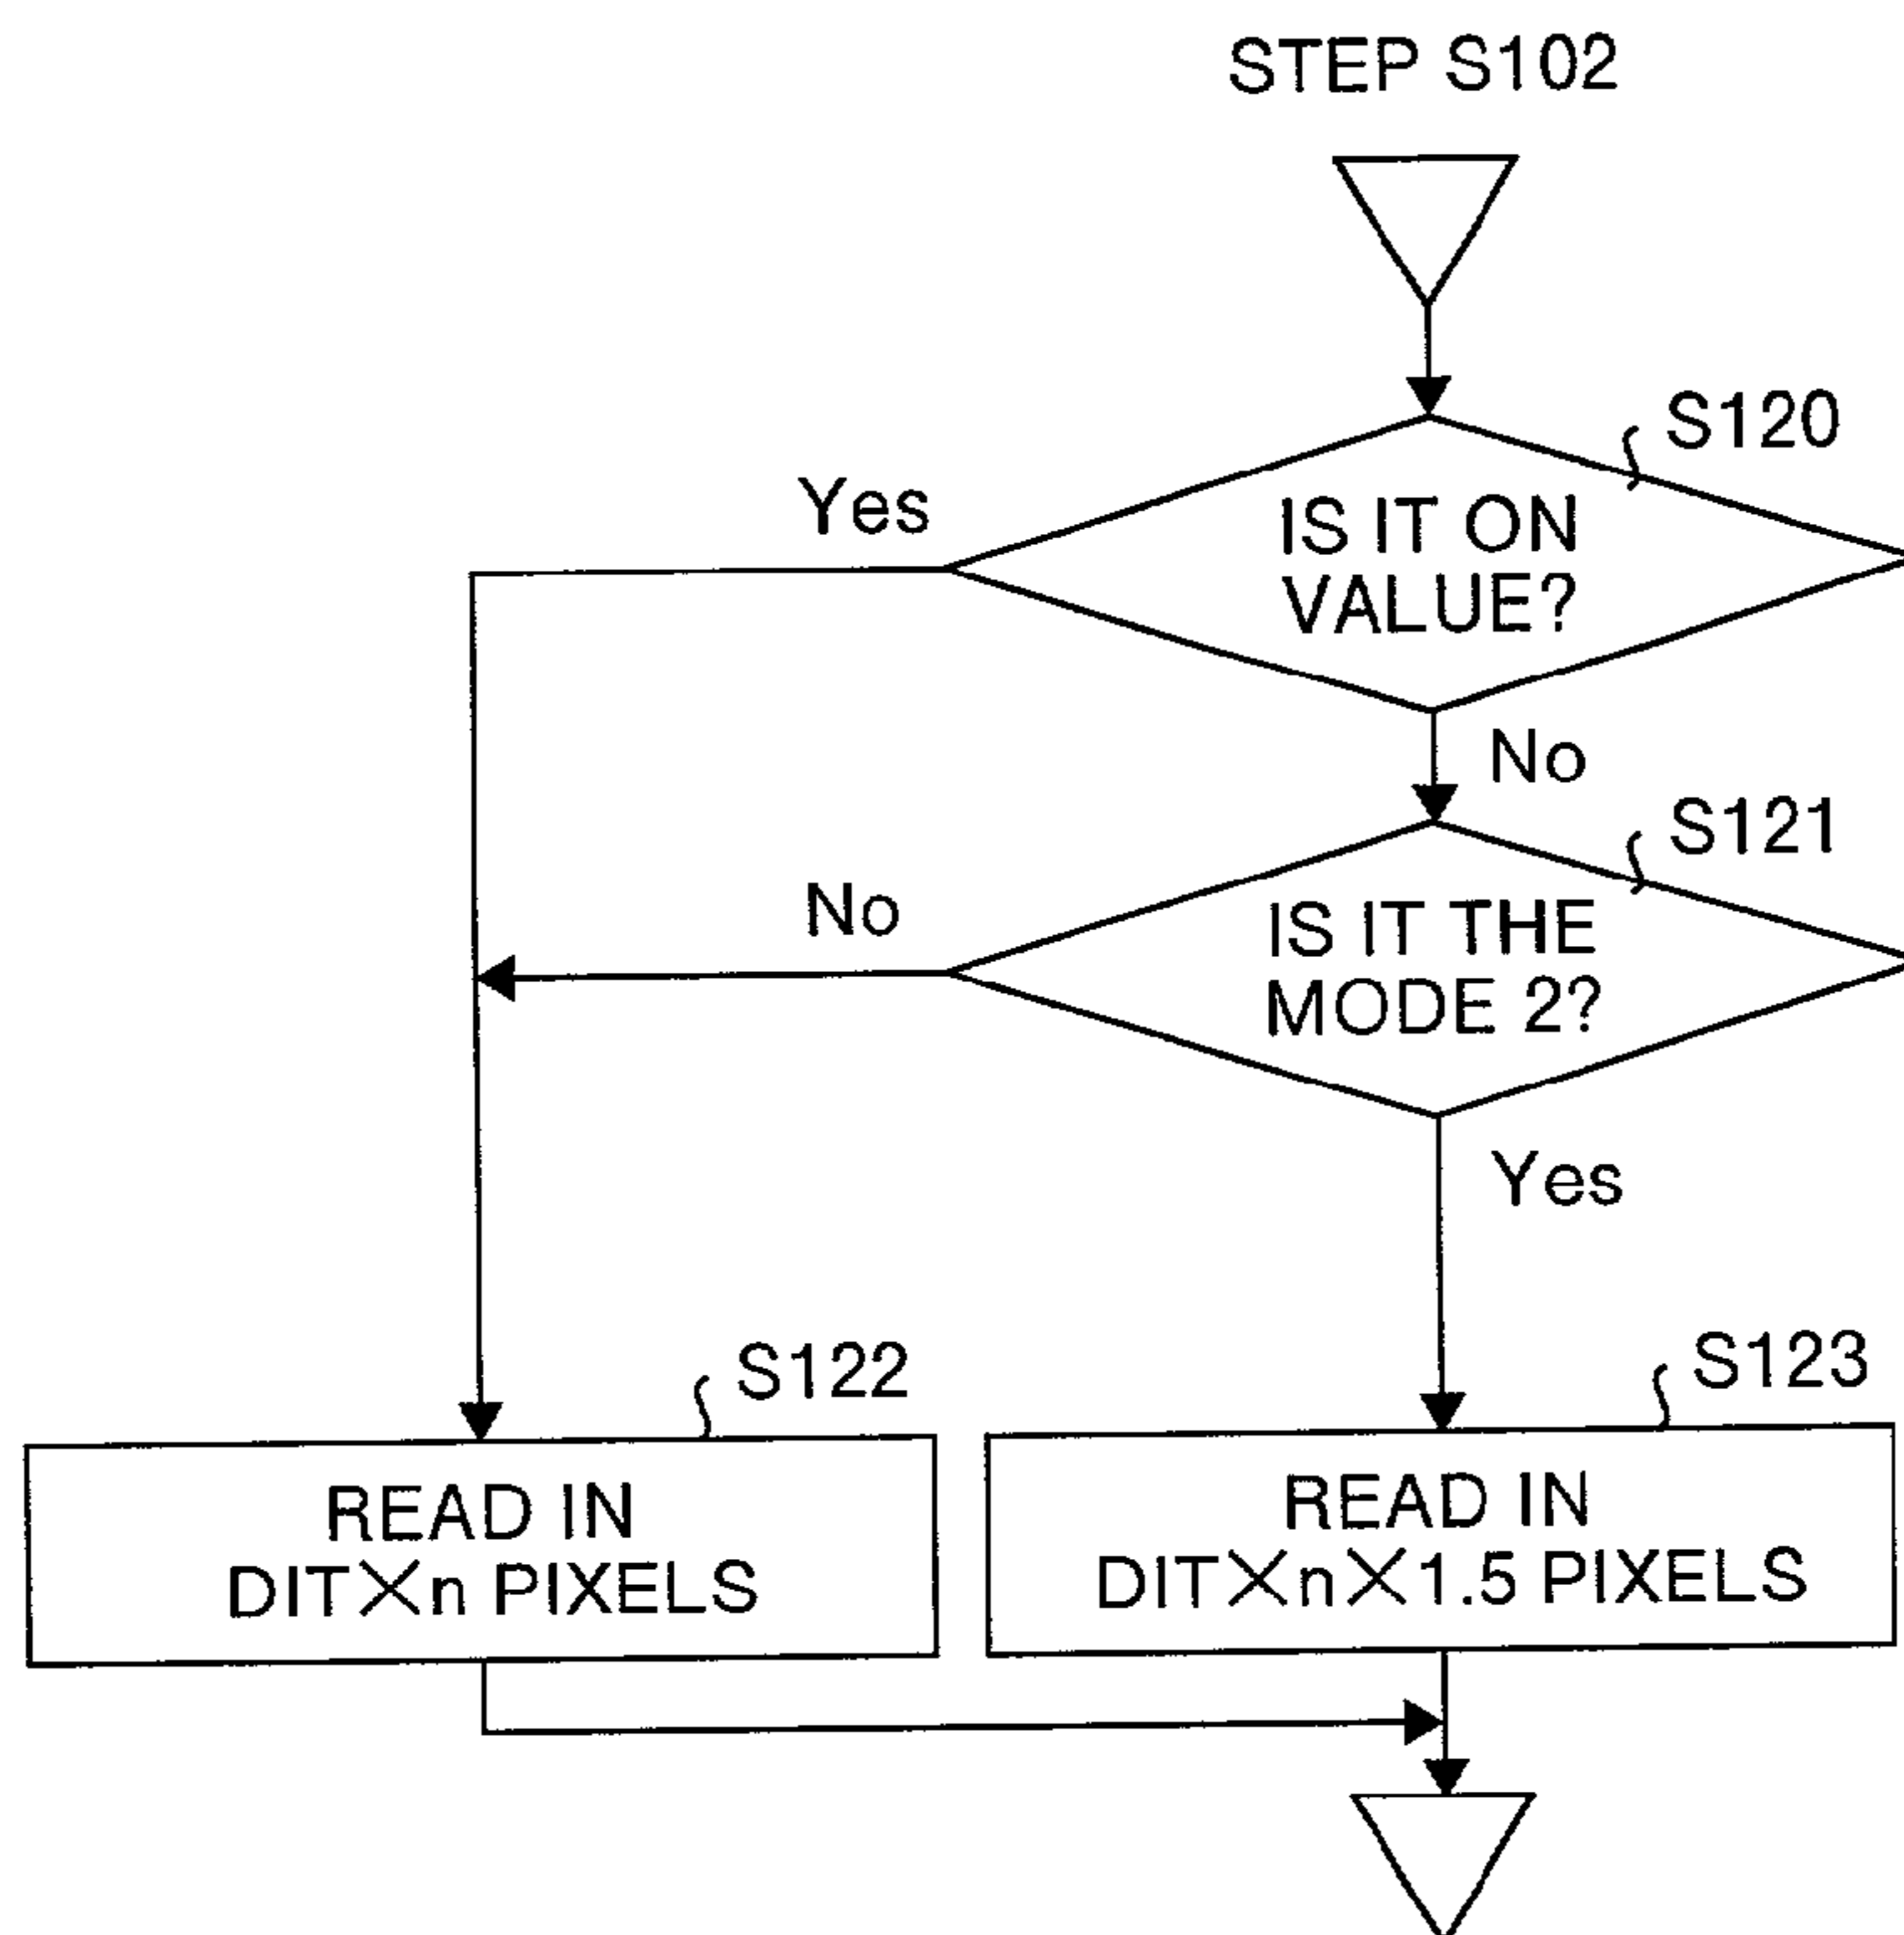 STEP S102
S120
Yes
IS IT ON
VALUE?
No
S121
No
IS IT THE
MODE 2?
Yes
S122
S123
READ IN
DIT×n PIXELS
READ IN
DIT×n×1.5 PIXELS